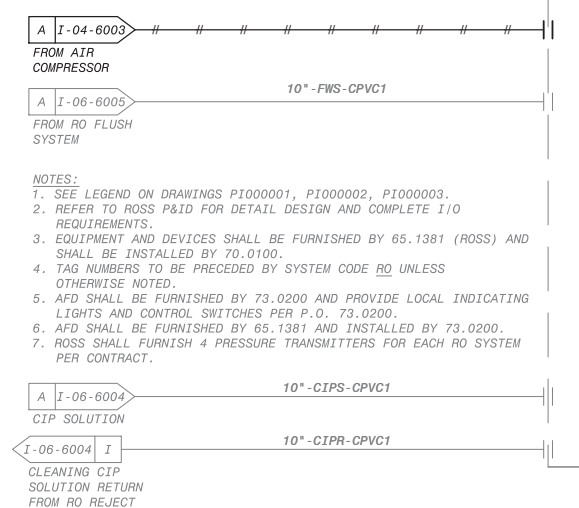 A I-04-6003
FROM AIR
COMPRESSOR
10"-FWS-CPVC1
A I-06-6005
FROM RO FLUSH
SYSTEM
NOTES:
1. SEE LEGEND ON DRAWINGS PI000001, PI000002, PI000003.
2. REFER TO ROSS P&ID FOR DETAIL DESIGN AND COMPLETE I/O
REQUIREMENTS.
3. EQUIPMENT AND DEVICES SHALL BE FURNISHED BY 65.1381 (ROSS) AND
SHALL BE INSTALLED BY 70.0100.
4. TAG NUMBERS TO BE PRECEDED BY SYSTEM CODE RO UNLESS
OTHERWISE NOTED.
5. AFD SHALL BE FURNISHED BY 73.0200 AND PROVIDE LOCAL INDICATING
LIGHTS AND CONTROL SWITCHES PER P.O. 73.0200.
6. AFD SHALL BE FURNISHED BY 65.1381 AND INSTALLED BY 73.0200.
7. ROSS SHALL FURNISH 4 PRESSURE TRANSMITTERS FOR EACH RO SYSTEM
PER CONTRACT.
10"-CIPS-CPVC1
A I-06-6004
CIP SOLUTION
10"-CIPR-CPVC1
I-06-6004 I
CLEANING CIP
SOLUTION RETURN
FROM RO REJECT